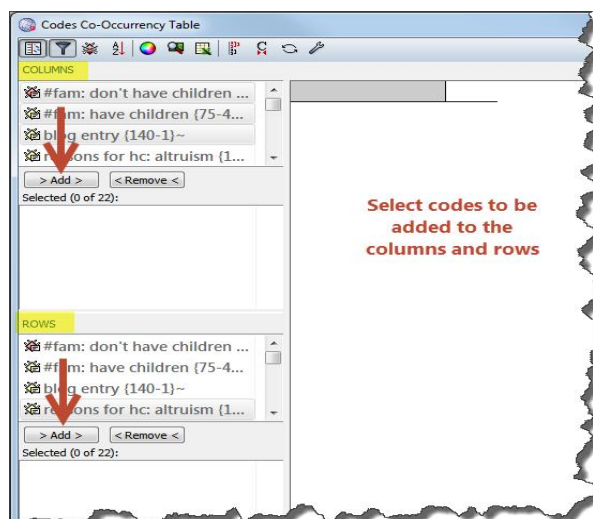 Codes Co-Occurrency Table
COLUMNS
#fam: don't have children ...
#fam: have children {75-4...
blog entry {140-1}~
reasons for hc: altruism {1...
> Add >
< Remove <
Selected (0 of 22):
Select codes to be
added to the
columns and rows
ROWS
#fam: don't have children ...
#fam: have children {75-4...
blog entry {140-1}~
reasons for hc: altruism {1...
> Add >
< Remove <
Selected (0 of 22):